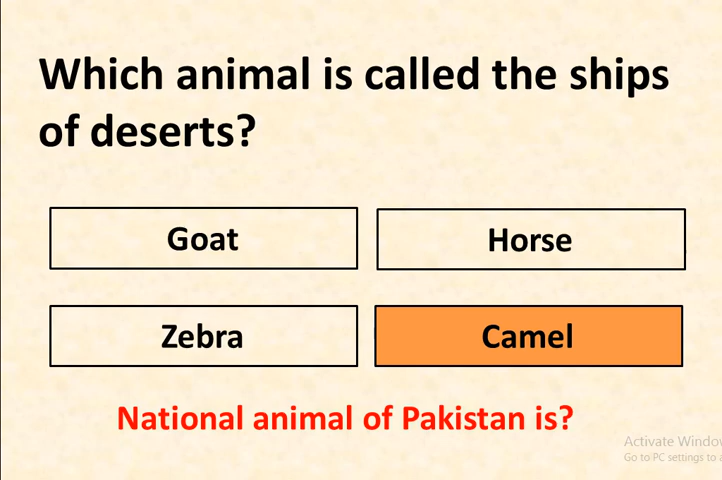 Which animal is called the ships
of deserts?
Goat
Horse
Zebra
Camel
National animal of Pakistan is?
Activate Window
Go to PC settings to a